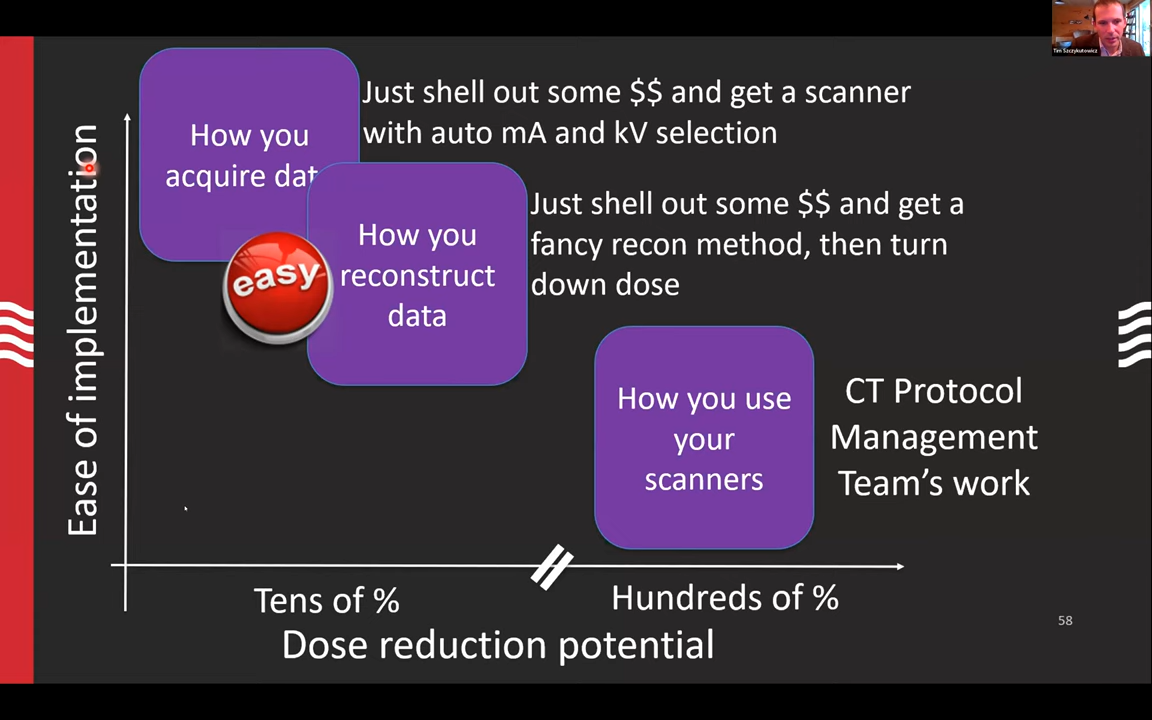 Tim Szczykutowicz
Ease of implementation
How you
acquire dat
Just shell out some $$ and get a scanner
with auto mA and kV selection
How you
reconstruct
data
Just shell out some $$ and get a
fancy recon method, then turn
down dose
easy
How you use
your
scanners
CT Protocol
Management
Team's work
Tens of %
Hundreds of %
Dose reduction potential
58